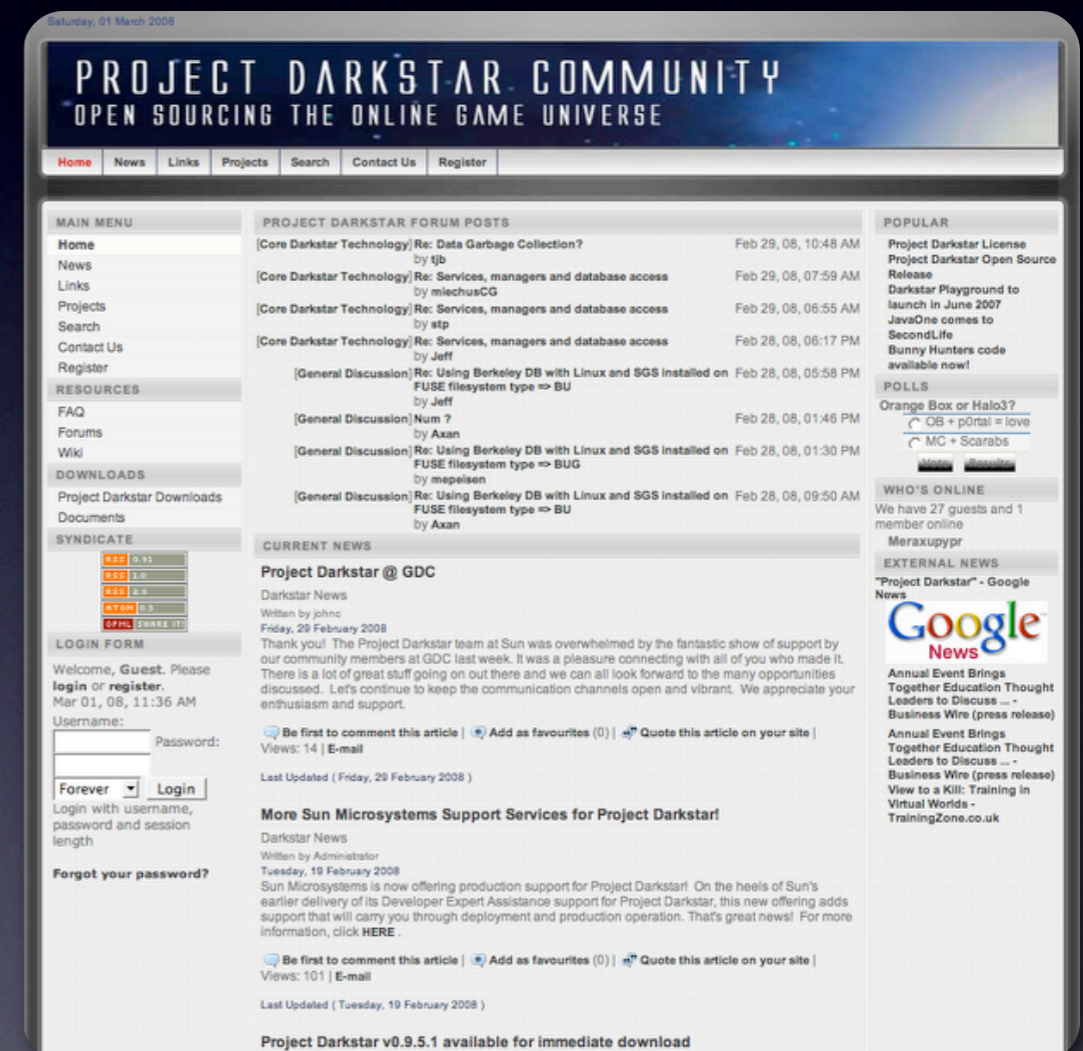 Saturday, 01 March 2008
PROJECT DARKSTAR COMMUNITY
OPEN SOURCING THE ONLINE GAME UNIVERSE
Home News Links Projects Search Contact Us Register
MAIN MENU
Home
News
Links
Projects
Search
Contact Us
Register
RESOURCES
FAQ
Forums
Wiki
DOWNLOADS
Project Darkstar Downloads
Documents
SYNDICATE
RSS 0.91
RSS 1.0
RSS 2.0
ATOM 0.3
OPML SHARE IT!
LOGIN FORM
Welcome, Guest. Please
login or register.
Mar 01, 08, 11:36 AM
Username:
Password:
Forever Login
Login with username,
password and session
length
Forgot your password?
PROJECT DARKSTAR FORUM POSTS
[Core Darkstar Technology] Re: Data Garbage Collection? Feb 29, 08, 10:48 AM
by tjb
[Core Darkstar Technology] Re: Services, managers and database access Feb 29, 08, 07:59 AM
by miechusCG
[Core Darkstar Technology] Re: Services, managers and database access Feb 29, 08, 06:55 AM
by stp
[Core Darkstar Technology] Re: Services, managers and database access Feb 28, 08, 06:17 PM
by Jeff
[General Discussion] Re: Using Berkeley DB with Linux and SGS installed on Feb 28, 08, 05:58 PM
FUSE filesystem type => BU
by Jeff
[General Discussion] Num ? Feb 28, 08, 01:46 PM
by Axan
[General Discussion] Re: Using Berkeley DB with Linux and SGS installed on Feb 28, 08, 01:30 PM
FUSE filesystem type => BUG
by mepeisen
[General Discussion] Re: Using Berkeley DB with Linux and SGS installed on Feb 28, 08, 09:50 AM
FUSE filesystem type => BU
by Axan
CURRENT NEWS
Project Darkstar @ GDC
Darkstar News
Written by johnc
Friday, 29 February 2008
Thank you! The Project Darkstar team at Sun was overwhelmed by the fantastic show of support by
our community members at GDC last week. It was a pleasure connecting with all of you who made it.
There is a lot of great stuff going on out there and we can all look forward to the many opportunities
discussed. Let's continue to keep the communication channels open and vibrant. We appreciate your
enthusiasm and support.
Be first to comment this article | Add as favourites (0) | Quote this article on your site |
Views: 14 | E-mail
Last Updated ( Friday, 29 February 2008 )
More Sun Microsystems Support Services for Project Darkstar!
Darkstar News
Written by Administrator
Tuesday, 19 February 2008
Sun Microsystems is now offering production support for Project Darkstar! On the heels of Sun's
earlier delivery of its Developer Expert Assistance support for Project Darkstar, this new offering adds
support that will carry you through deployment and production operation. That's great news! For more
information, click HERE .
Be first to comment this article | Add as favourites (0) | Quote this article on your site |
Views: 101 | E-mail
Last Updated ( Tuesday, 19 February 2008 )
Project Darkstar v0.9.5.1 available for immediate download
POPULAR
Project Darkstar License
Project Darkstar Open Source
Release
Darkstar Playground to
launch in June 2007
JavaOne comes to
SecondLife
Bunny Hunters code
available now!
POLLS
Orange Box or Halo3?
OB + p0rtal = love
MC + Scarabs
Vote Results
WHO'S ONLINE
We have 27 guests and 1
member online
Meraxupypr
EXTERNAL NEWS
"Project Darkstar" - Google
News
Google
News
Annual Event Brings
Together Education Thought
Leaders to Discuss ... -
Business Wire (press release)
Annual Event Brings
Together Education Thought
Leaders to Discuss ... -
Business Wire (press release)
View to a Kill: Training in
Virtual Worlds -
TrainingZone.co.uk